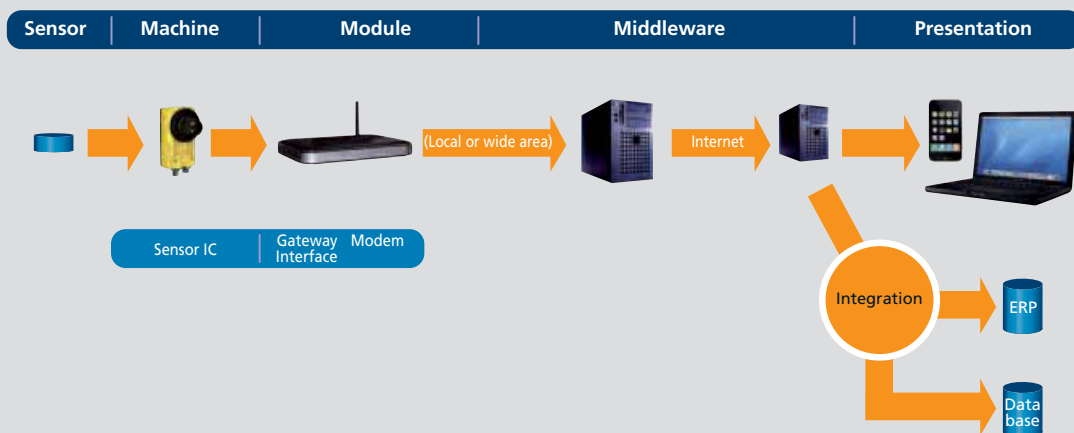 Sensor Machine Module Middleware Presentation
(Local or wide area)
Internet
Sensor IC
Gateway Modem
Interface
Integration
ERP
Data
base